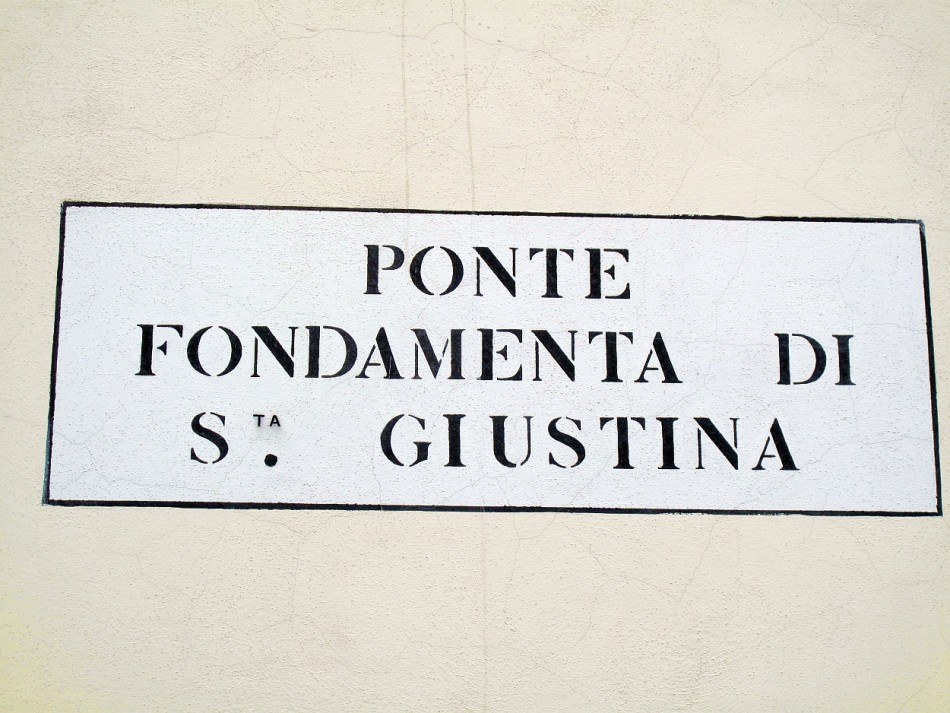 PONTE
FONDAMENTA DI
S.TA GIUSTINA